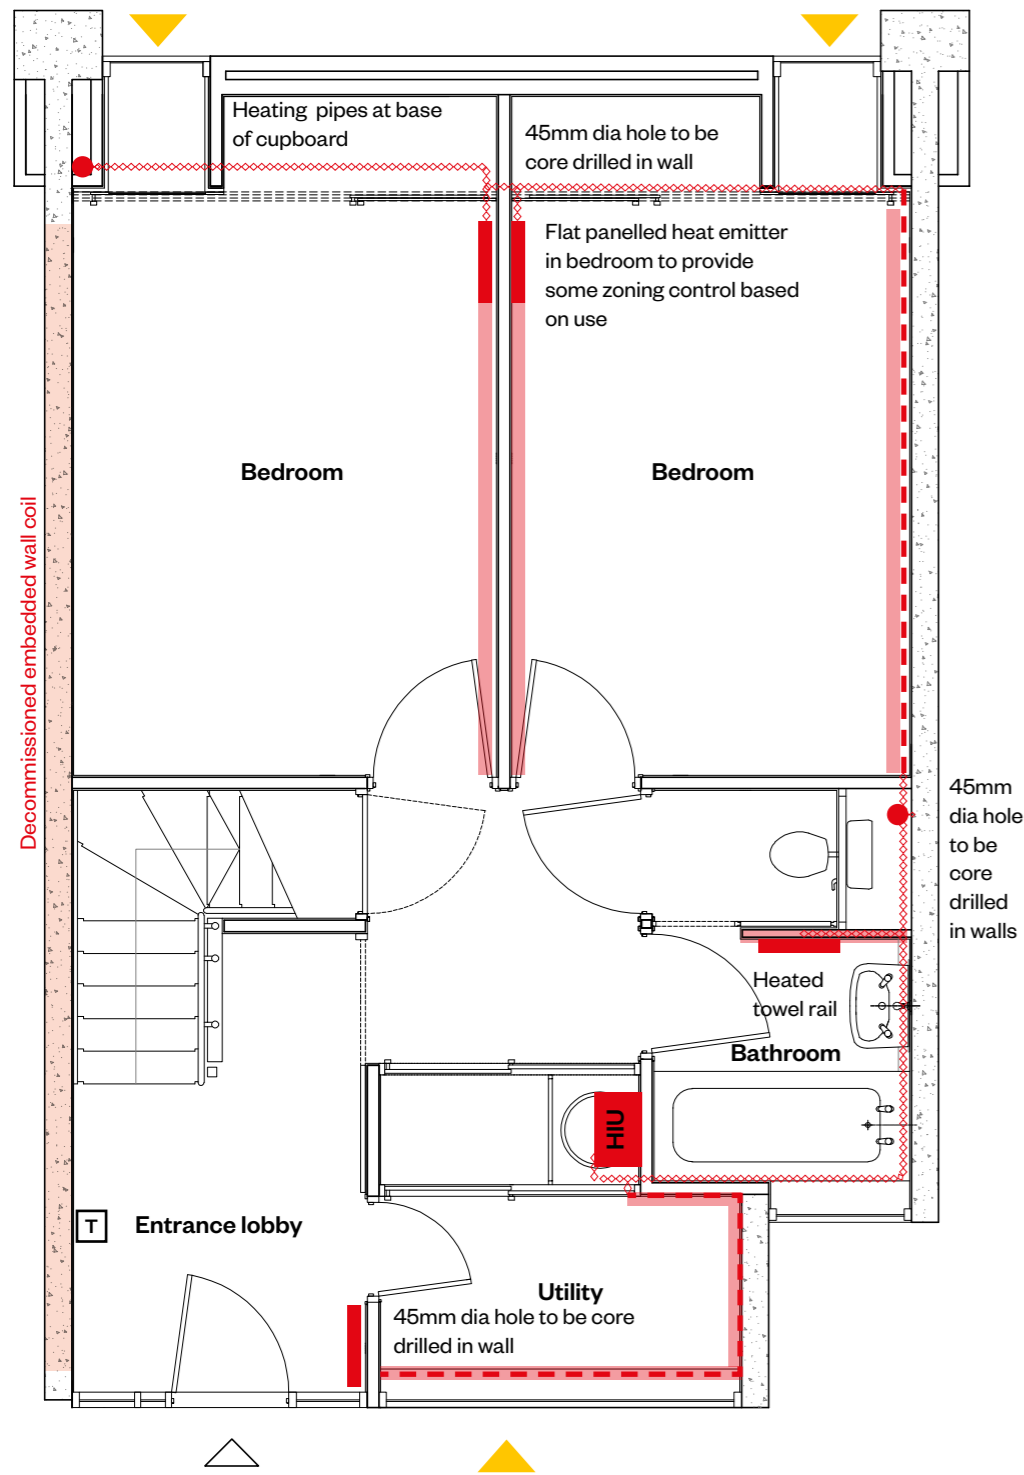 Heating pipes at base
of cupboard
45mm dia hole to be
core drilled in wall
Flat panelled heat emitter
in bedroom to provide
some zoning control based
on use
Bedroom
Bedroom
Decommissioned embedded wall coil
45mm
dia hole
to be
core
drilled
in walls
Heated
towel rail
Bathroom
HIU
T
Entrance lobby
Utility
45mm dia hole to be core
drilled in wall